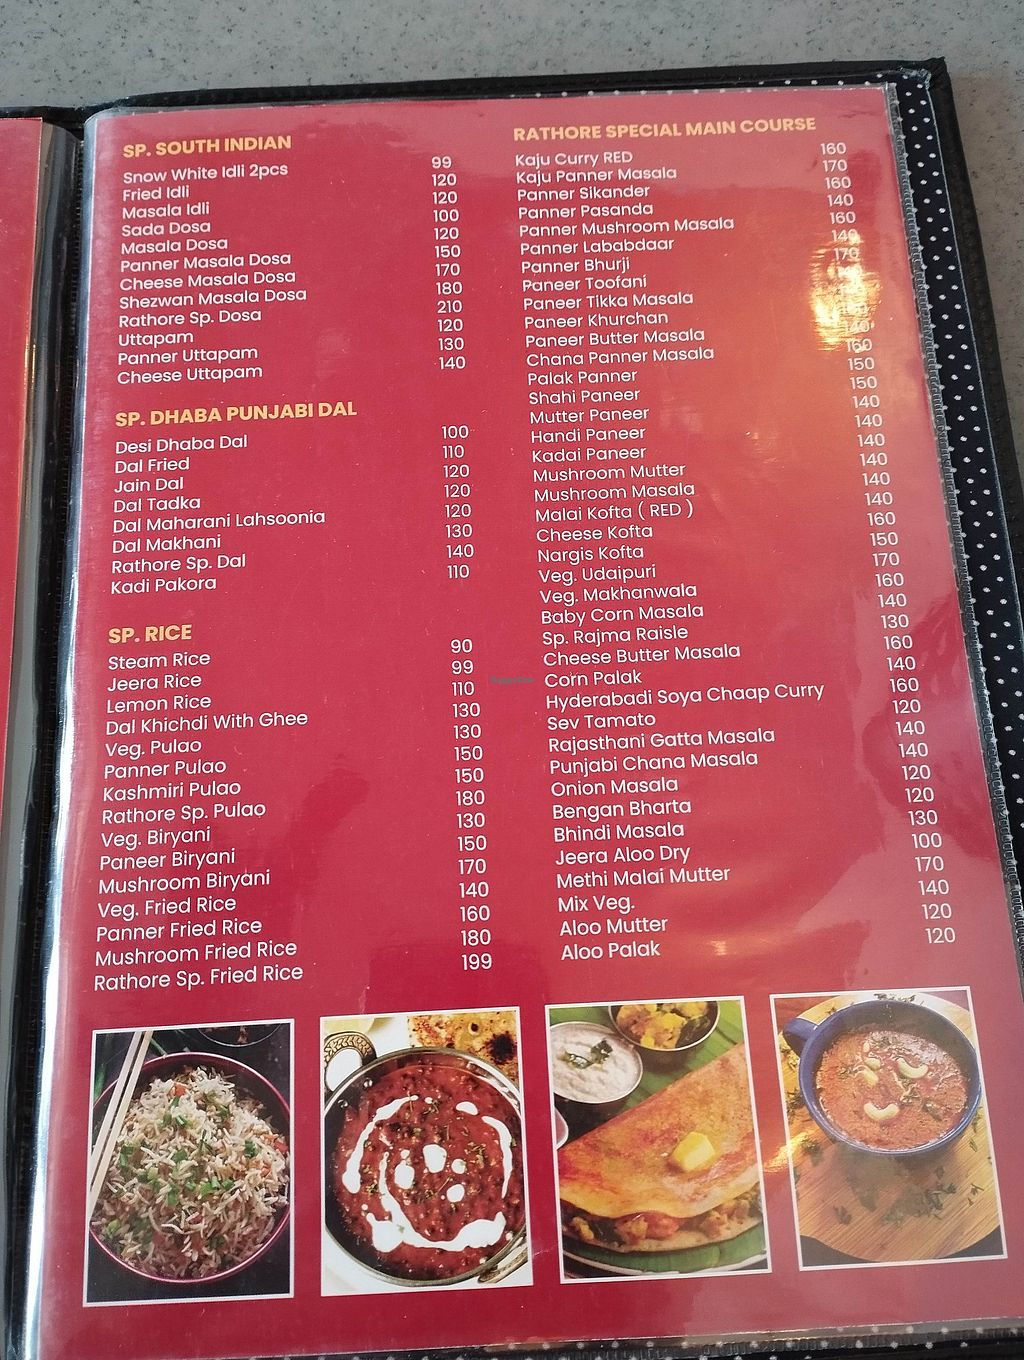 SP. SOUTH INDIAN
Snow White Idli 2pcs 99
Fried Idli 120
Masala Idli 120
Sada Dosa 100
Masala Dosa 120
Panner Masala Dosa 150
Cheese Masala Dosa 170
Shezwan Masala Dosa 180
Rathore Sp. Dosa 210
Uttapam 120
Panner Uttapam 130
Cheese Uttapam 140
SP. DHABA PUNJABI DAL
Desi Dhaba Dal 100
Dal Fried 110
Jain Dal 120
Dal Tadka 120
Dal Maharani Lahsoonia 120
Dal Makhani 130
Rathore Sp. Dal 140
Kadi Pakora 110
SP. RICE
Steam Rice 90
Jeera Rice 99
Lemon Rice 110
Dal Khichdi With Ghee 130
Veg. Pulao 130
Panner Pulao 150
Kashmiri Pulao 150
Rathore Sp. Pulao 180
Veg. Biryani 130
Paneer Biryani 150
Mushroom Biryani 170
Veg. Fried Rice 140
Panner Fried Rice 160
Mushroom Fried Rice 180
Rathore Sp. Fried Rice 199
RATHORE SPECIAL MAIN COURSE
Kaju Curry RED 160
Kaju Panner Masala 170
Panner Sikander 160
Panner Pasanda 140
Panner Mushroom Masala 160
Panner Lababdaar 140
Panner Bhurji 170
Paneer Toofani
Paneer Tikka Masala
Paneer Khurchan
Paneer Butter Masala 140
Chana Panner Masala 160
Palak Panner 150
Shahi Paneer 150
Mutter Paneer 140
Handi Paneer 140
Kadai Paneer 140
Mushroom Mutter 140
Mushroom Masala 140
Malai Kofta ( RED ) 140
Cheese Kofta 160
Nargis Kofta 150
Veg. Udaipuri 170
Veg. Makhanwala 160
Baby Corn Masala 140
Sp. Rajma Raisle 130
Cheese Butter Masala 160
Corn Palak 140
Hyderabadi Soya Chaap Curry 160
Sev Tamato 120
Rajasthani Gatta Masala 140
Punjabi Chana Masala 140
Onion Masala 120
Bengan Bharta 120
Bhindi Masala 130
Jeera Aloo Dry 100
Methi Malai Mutter 170
Mix Veg. 140
Aloo Mutter 120
Aloo Palak 120